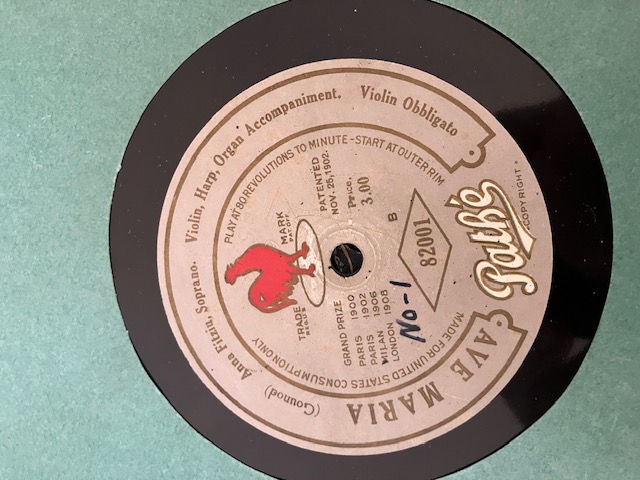 Pathé
COPYRIGHT
AVE MARIA
(Gounod)
Anna Fitziu, Soprano. Violin, Harp, Organ Accompaniment. Violin Obbligato
MADE FOR UNITED STATES CONSUMPTION ONLY
PLAY AT 80 REVOLUTIONS TO MINUTE - START AT OUTER RIM
82001
B
No-1
GRAND PRIZE
PARIS 1900
PARIS 1902
MILAN 1906
LONDON 1908
PATENTED
NOV. 25, 1902.
Price,
3.00
TRADE MARK